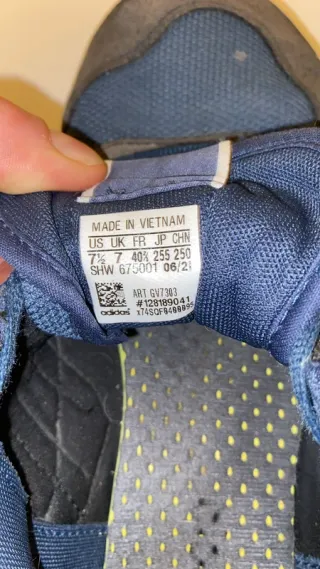 MADE IN VIETNAM
US UK FR JP CHN
7½ 7 40⅔ 255 250
SHW 675001 06/21
ART GV7303
#128189041
adidas